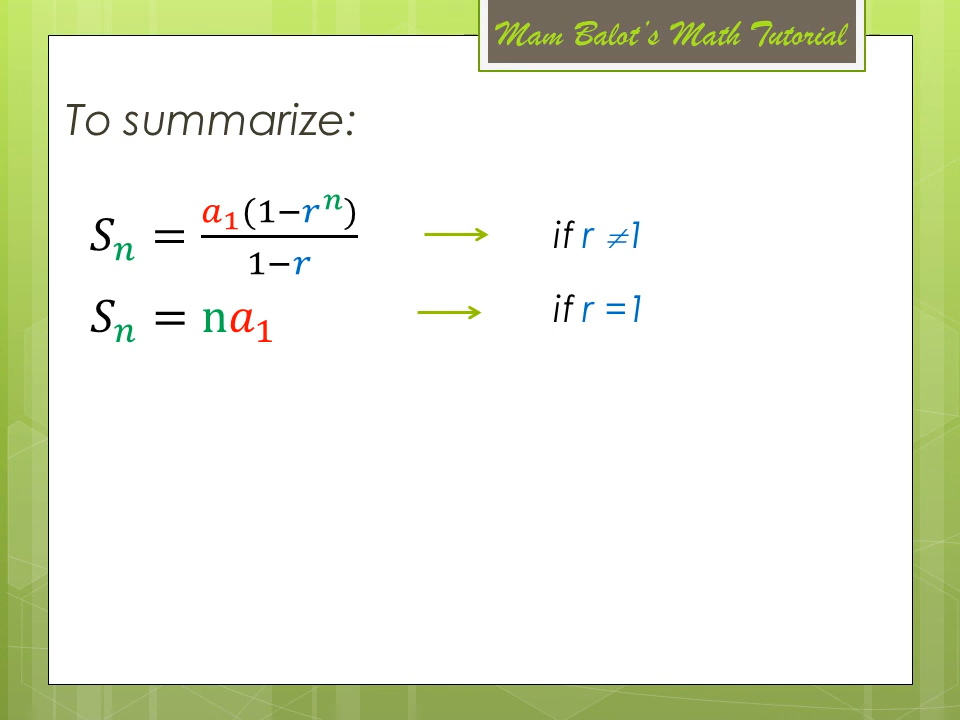 Mam Balot's Math Tutorial
To summarize:
Sₙ = a₁(1−rⁿ)/(1−r) if r ≠1
Sₙ = na₁ if r =1